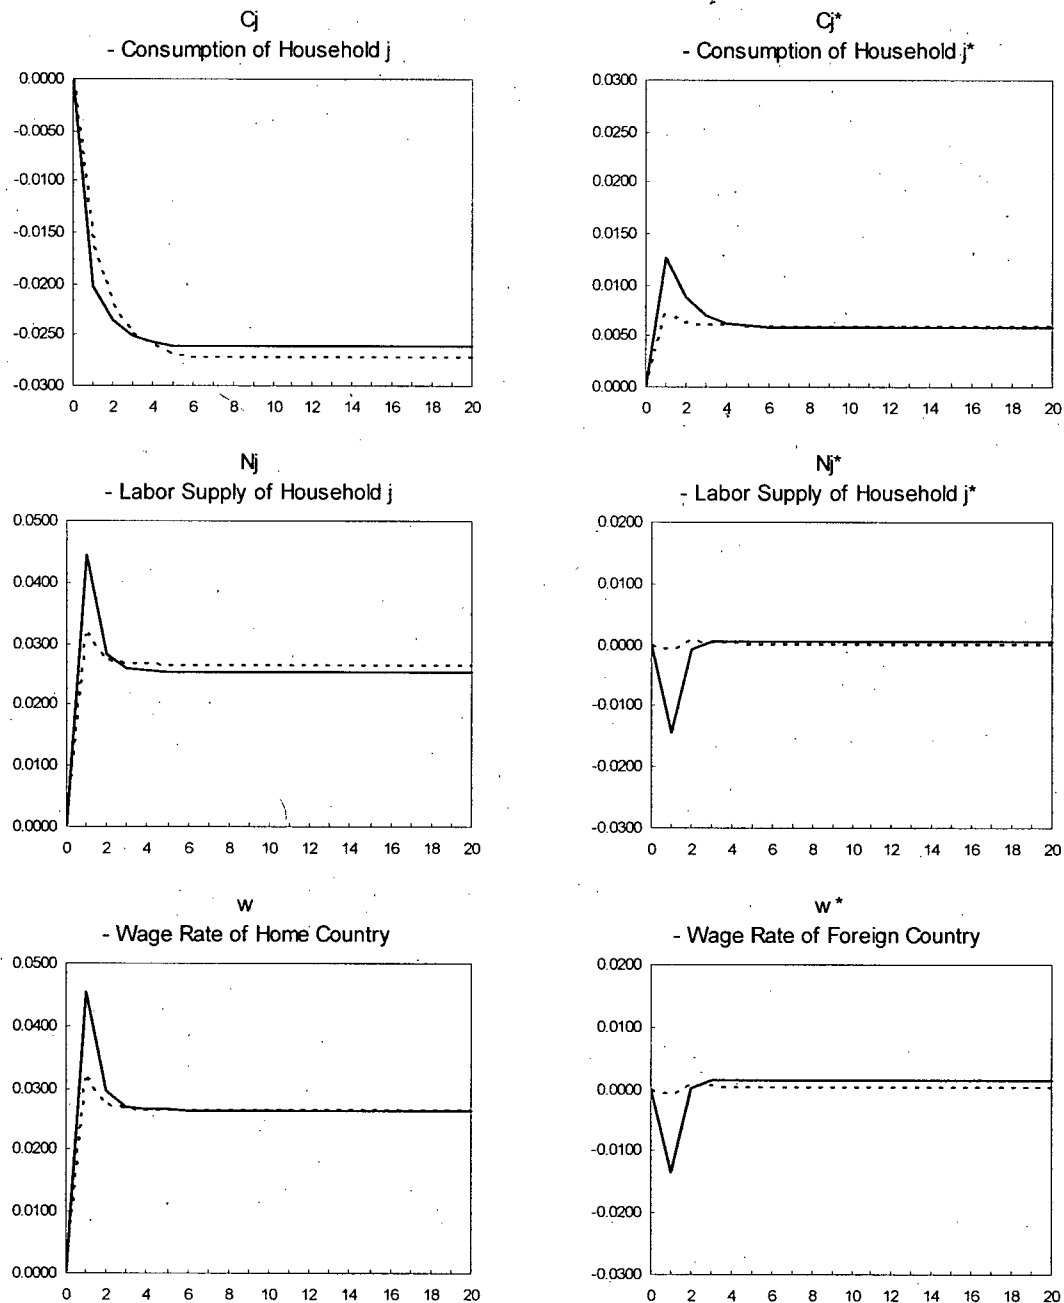 Cj
- Consumption of Household j
0.0000
-0.0050
-0.0100
-0.0150
-0.0200
-0.0250
-0.0300
0 2 4 6 8 10 12 14 16 18 20
Cj*
- Consumption of Household j*
0.0300
0.0250
0.0200
0.0150
0.0100
0.0050
0.0000
0 2 4 6 8 10 12 14 16 18 20
Nj
- Labor Supply of Household j
0.0500
0.0400
0.0300
0.0200
0.0100
0.0000
0 2 4 6 8 10 12 14 16 18 20
Nj*
- Labor Supply of Household j*
0.0200
0.0100
0.0000
-0.0100
-0.0200
-0.0300
0 2 4 6 8 10 12 14 16 18 20
w
- Wage Rate of Home Country
0.0500
0.0400
0.0300
0.0200
0.0100
0.0000
0 2 4 6 8 10 12 14 16 18 20
w *
- Wage Rate of Foreign Country
0.0200
0.0100
0.0000
-0.0100
-0.0200
-0.0300
0 2 4 6 8 10 12 14 16 18 20